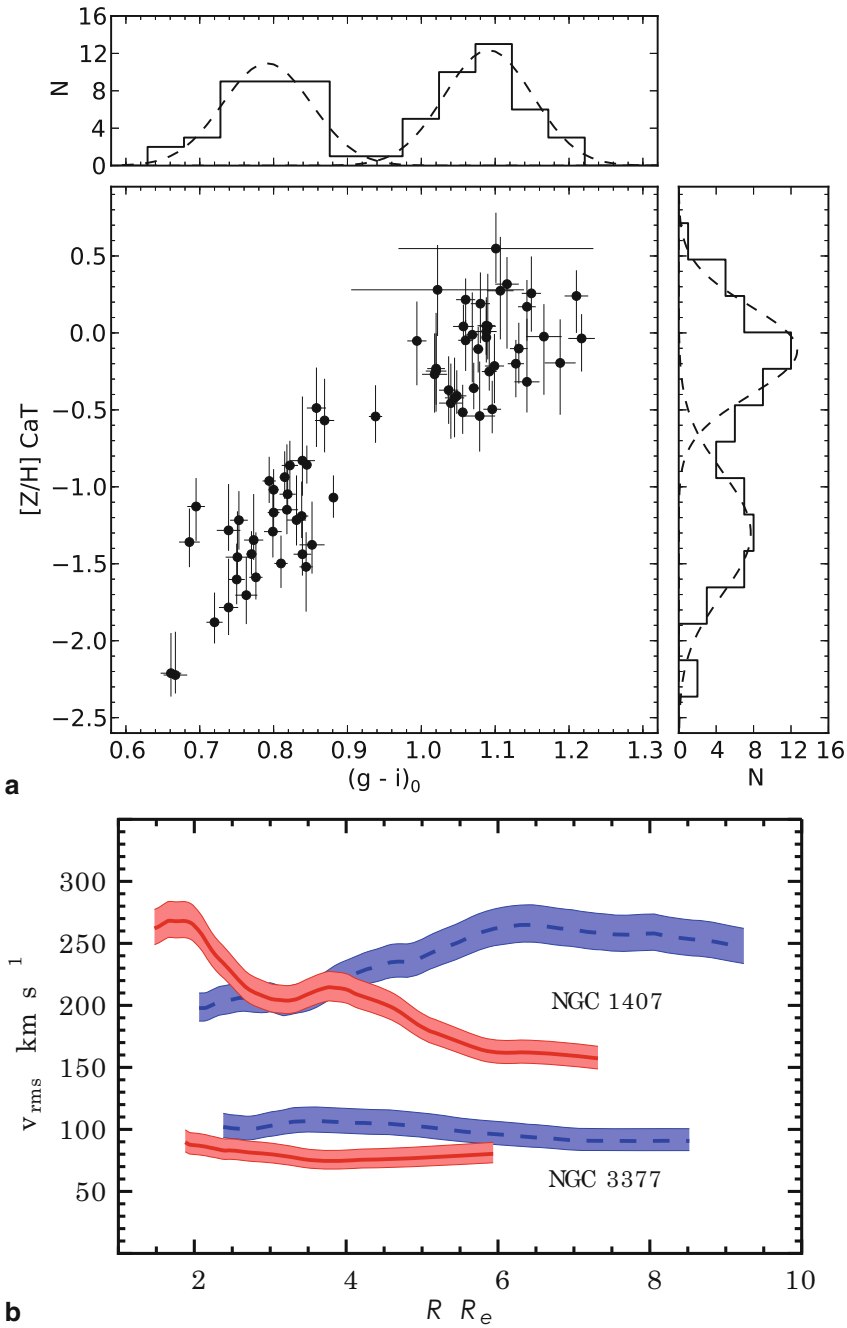 16
12
8
4
0
N
0.5
0.0
−0.5
−1.0
−1.5
−2.0
−2.5
[Z/H] CaT
0.6 0.7 0.8 0.9 1.0 1.1 1.2 1.3
(g - i)0
0 4 8 12 16
N
a
300
250
200
150
100
50
vrms km s 1
NGC 1407
NGC 3377
2 4 6 8 10
R Re
b